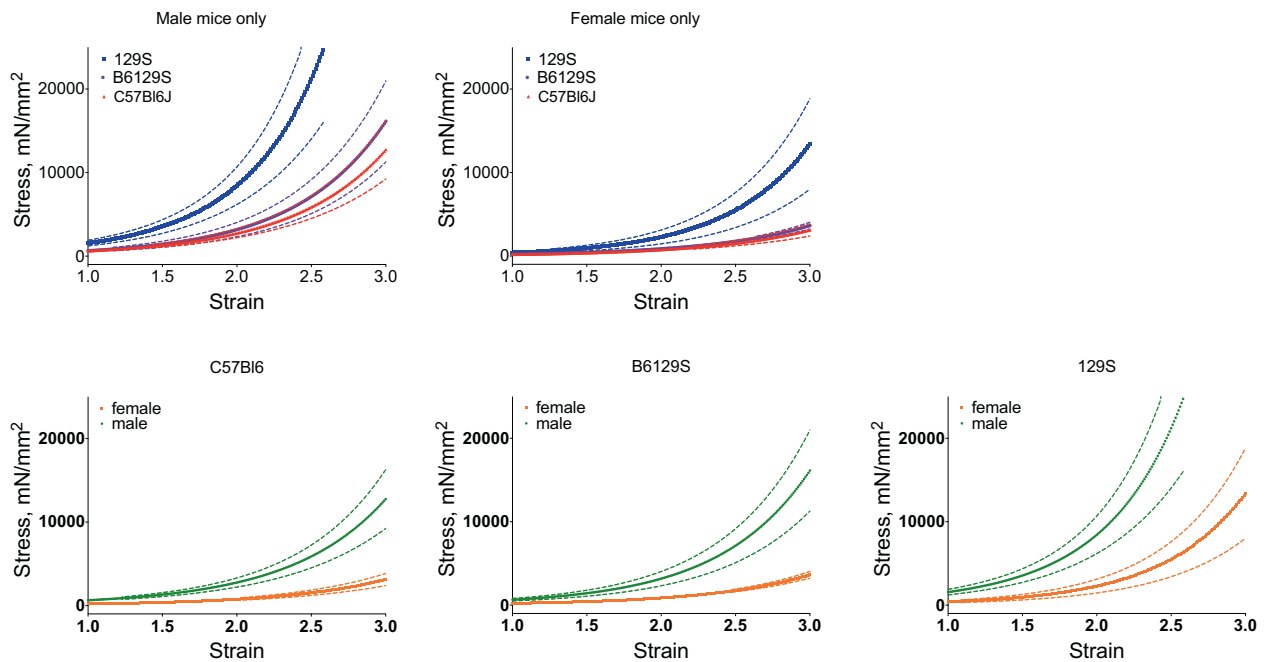 Male mice only
129S
B6129S
C57Bl6J
Stress, mN/mm²
20000
10000
0
1.0 1.5 2.0 2.5 3.0
Strain
Female mice only
129S
B6129S
C57Bl6J
Stress, mN/mm²
20000
10000
0
1.0 1.5 2.0 2.5 3.0
Strain
C57Bl6
female
male
Stress, mN/mm²
20000
10000
0
1.0 1.5 2.0 2.5 3.0
Strain
B6129S
female
male
Stress, mN/mm²
20000
10000
0
1.0 1.5 2.0 2.5 3.0
Strain
129S
female
male
Stress, mN/mm²
20000
10000
0
1.0 1.5 2.0 2.5 3.0
Strain